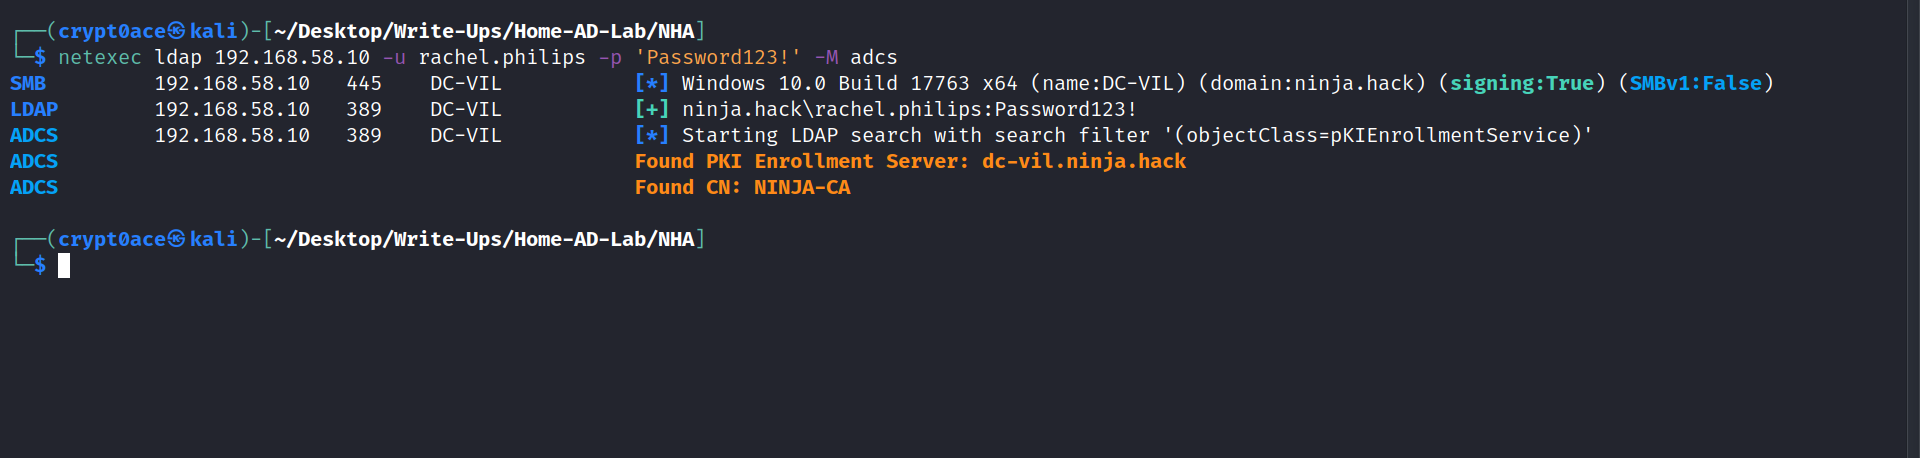 ┌──(crypt0ace㉿kali)-[~/Desktop/Write-Ups/Home-AD-Lab/NHA]
└─$ netexec ldap 192.168.58.10 -u rachel.philips -p 'Password123!' -M adcs
SMB 192.168.58.10 445 DC-VIL [*] Windows 10.0 Build 17763 x64 (name:DC-VIL) (domain:ninja.hack) (signing:True) (SMBv1:False)
LDAP 192.168.58.10 389 DC-VIL [+] ninja.hack\rachel.philips:Password123!
ADCS 192.168.58.10 389 DC-VIL [*] Starting LDAP search with search filter '(objectClass=pKIEnrollmentService)'
ADCS Found PKI Enrollment Server: dc-vil.ninja.hack
ADCS Found CN: NINJA-CA
┌──(crypt0ace㉿kali)-[~/Desktop/Write-Ups/Home-AD-Lab/NHA]
└─$